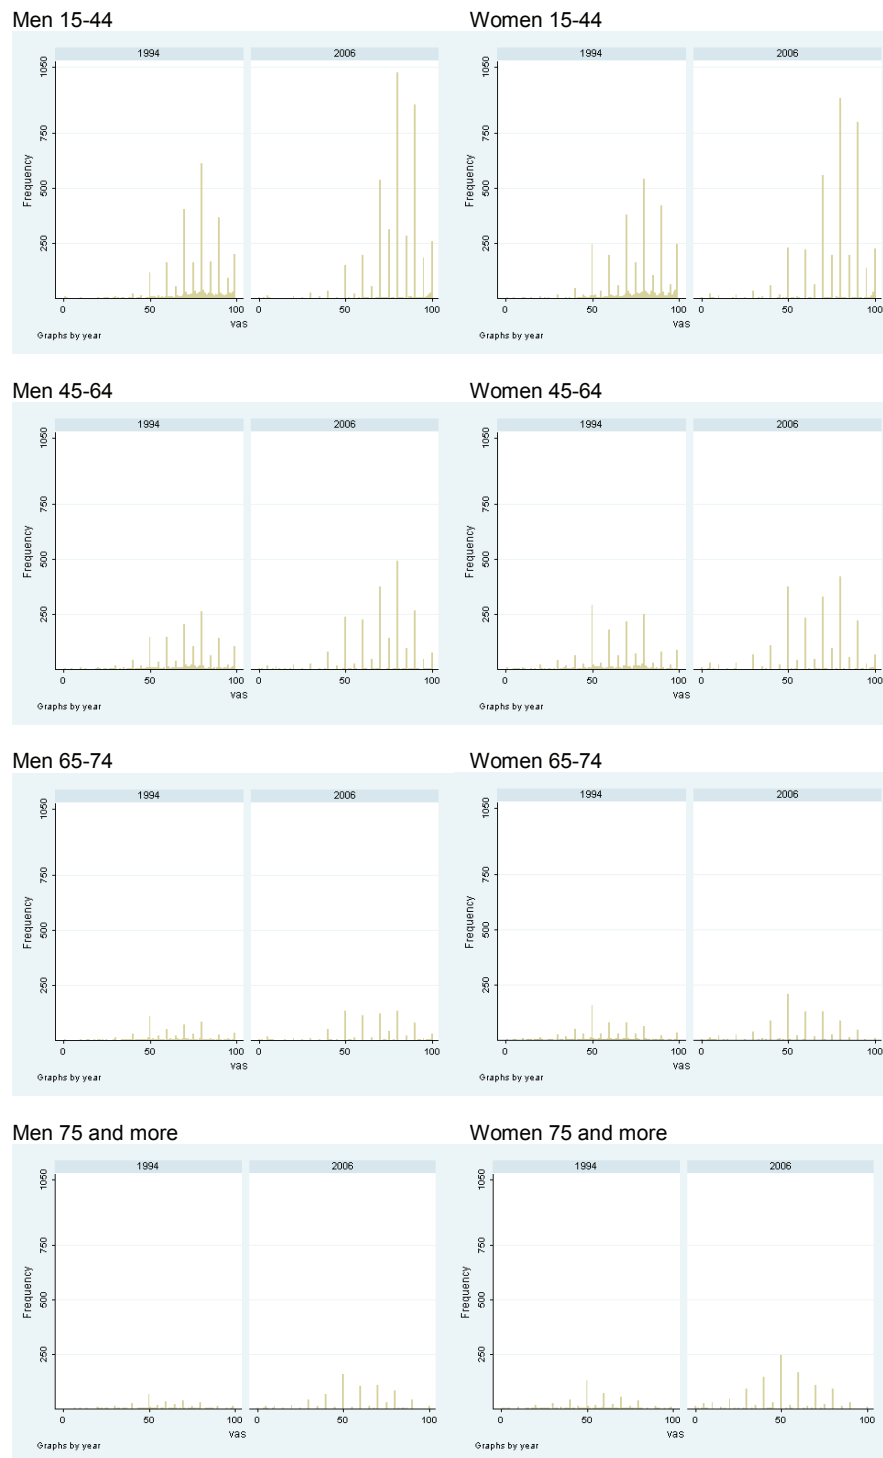 Men 15-44 Women 15-44
1994 2006 1994 2006
1050 1050
750 750
Frequency Frequency
500 500
250 250
0 50 0 50 100 0 50 0 50 100
vas vas
Graphs by year Graphs by year
Men 45-64 Women 45-64
1994 2006 1994 2006
1050 1050
750 750
Frequency Frequency
500 500
250 250
0 50 100 0 50 100 0 50 100 0 50 100
vas vas
Graphs by year Graphs by year
Men 65-74 Women 65-74
1994 2006 1994 2006
1050 1050
750 750
Frequency Frequency
500 500
250 250
0 50 100 0 50 100 0 50 100 0 50 100
vas vas
Graphs by year Graphs by year
Men 75 and more Women 75 and more
1994 2006 1994 2006
1050 1050
750 750
Frequency Frequency
500 500
250 250
0 50 100 0 50 100 0 50 100 0 50 100
vas vas
Graphs by year Graphs by year